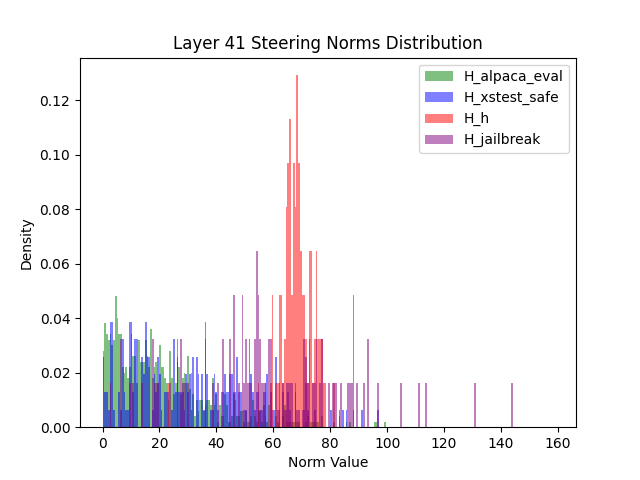 Layer 41 Steering Norms Distribution
H_alpaca_eval
H_xstest_safe
H_h
H_jailbreak
Density
0.12
0.10
0.08
0.06
0.04
0.02
0.00
0 20 40 60 80 100 120 140 160
Norm Value